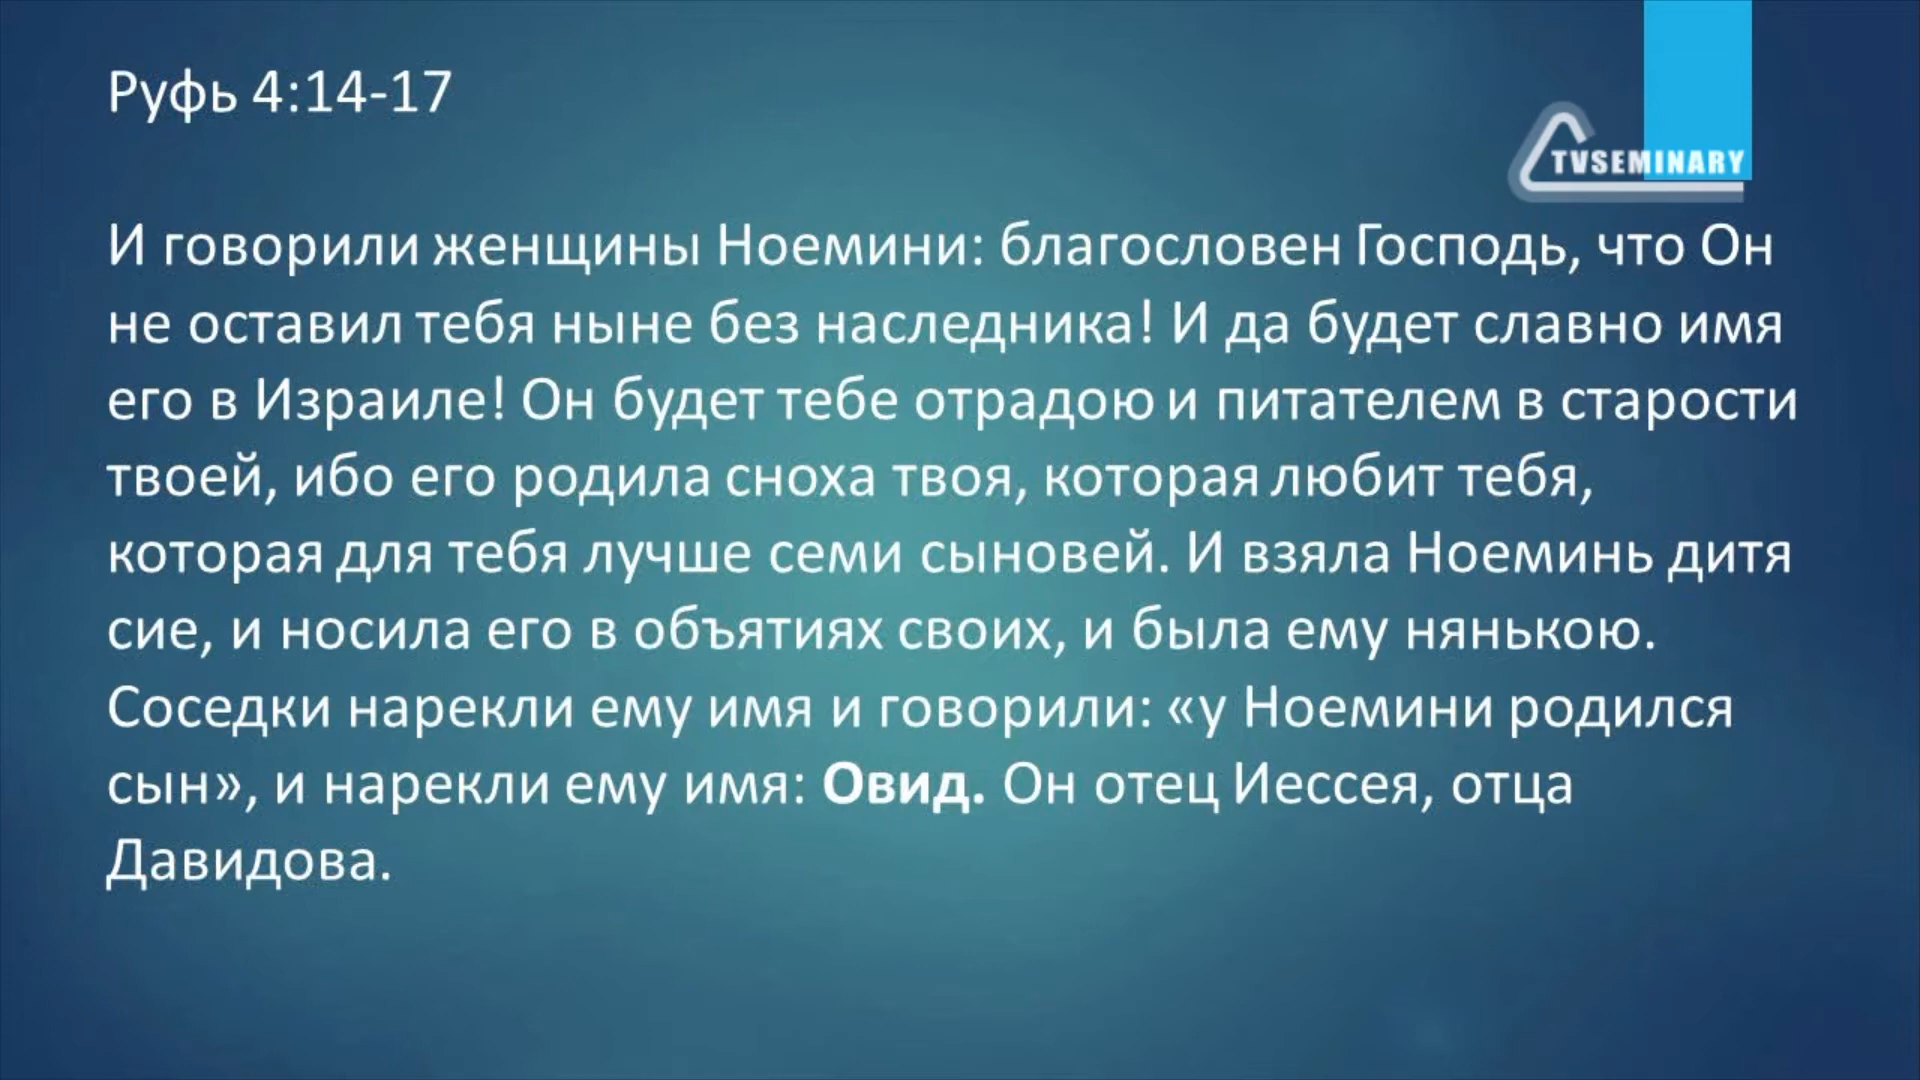 Руфь 4:14-17
TVSEMINARY
И говорили женщины Ноемини: благословен Господь, что Он
не оставил тебя ныне без наследника! И да будет славно имя
его в Израиле! Он будет тебе отрадою и питателем в старости
твоей, ибо его родила сноха твоя, которая любит тебя,
которая для тебя лучше семи сыновей. И взяла Ноеминь дитя
сие, и носила его в объятиях своих, и была ему нянькою.
Соседки нарекли ему имя и говорили: «у Ноемини родился
сын», и нарекли ему имя: Овид. Он отец Иессея, отца
Давидова.